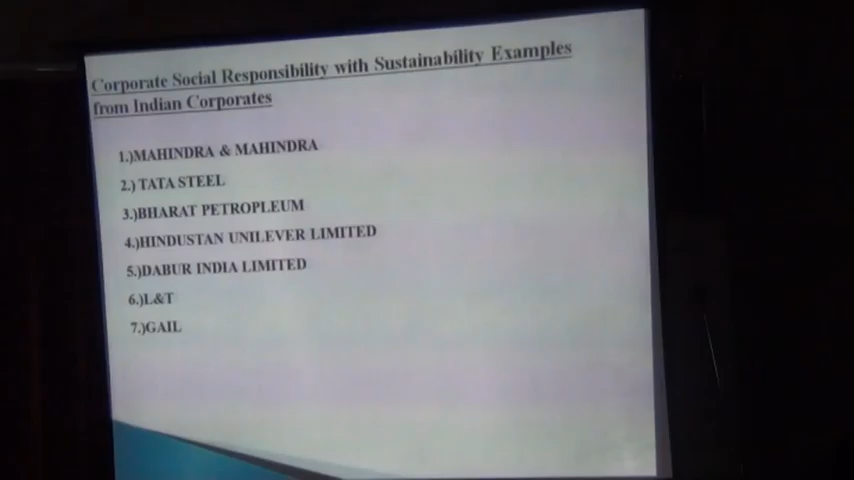 Corporate Social Responsibility with Sustainability Examples
from Indian Corporates
1.)MAHINDRA & MAHINDRA
2.) TATA STEEL
3.)BHARAT PETROPLEUM
4.)HINDUSTAN UNILEVER LIMITED
5.)DABUR INDIA LIMITED
6.)L&T
7.)GAIL